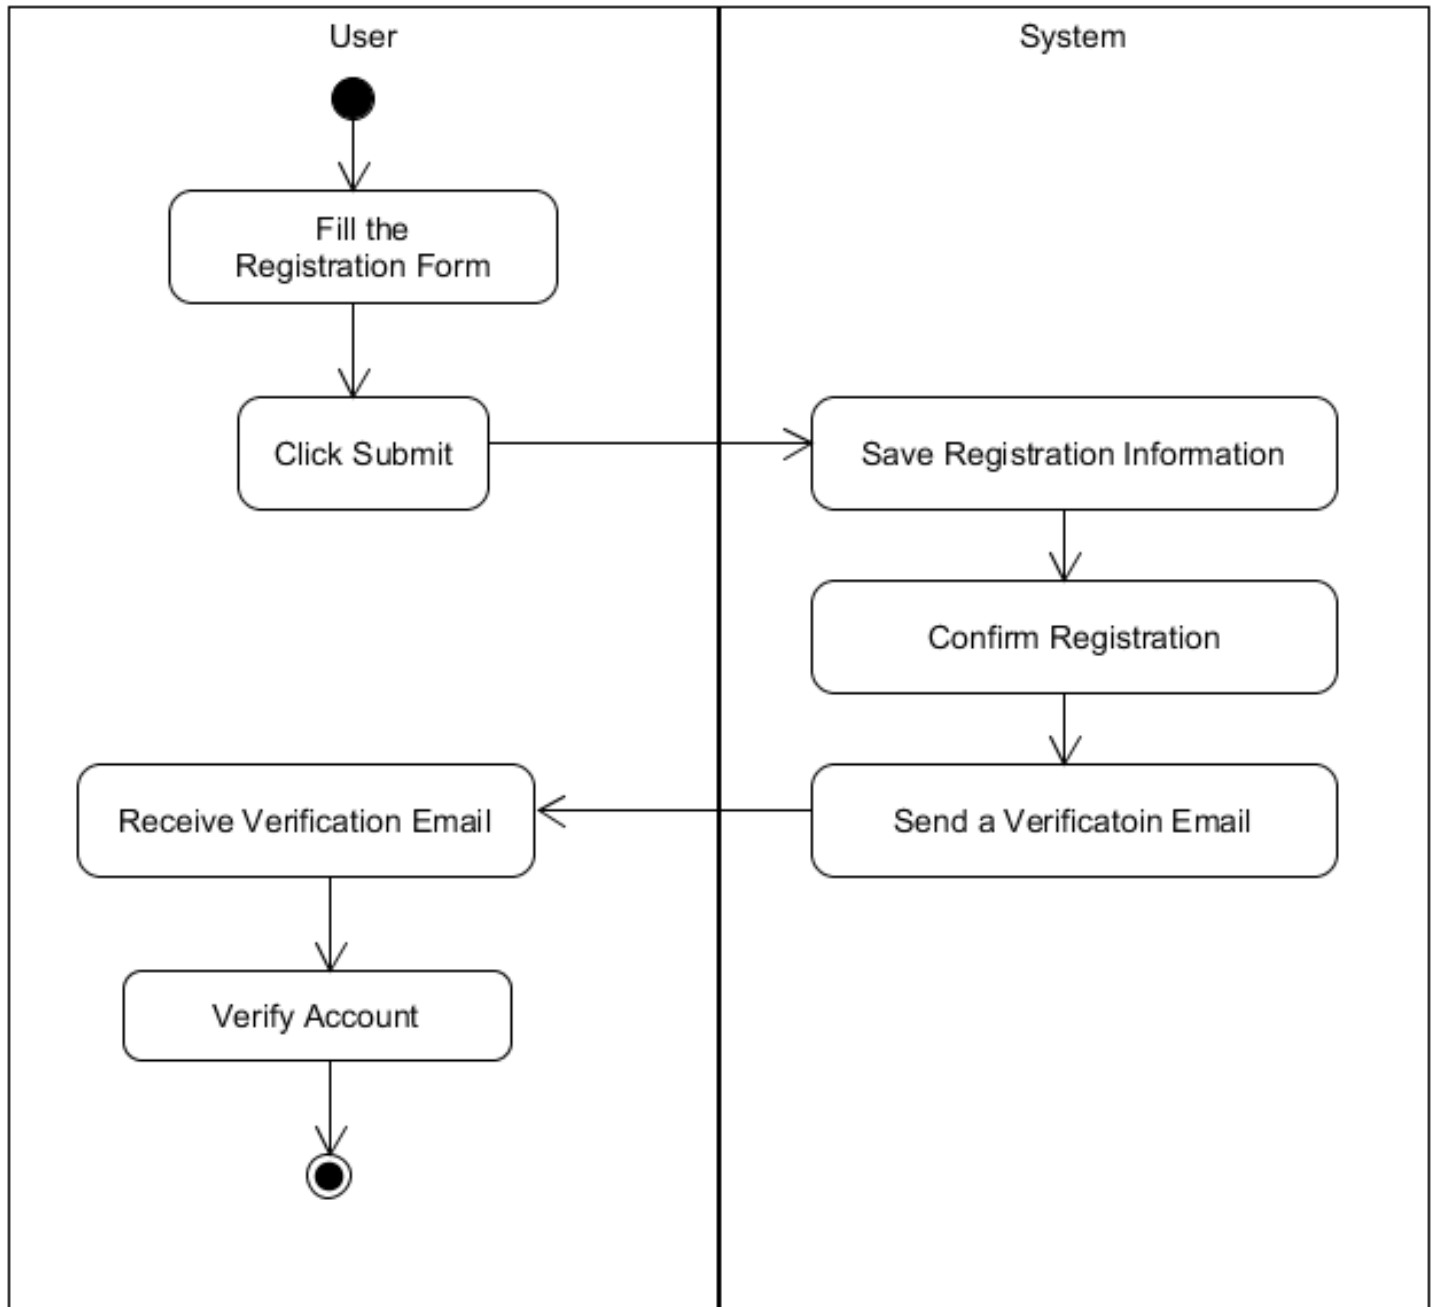 User
System
Fill the
Registration Form
Click Submit
Save Registration Information
Confirm Registration
Send a Verificatoin Email
Receive Verification Email
Verify Account